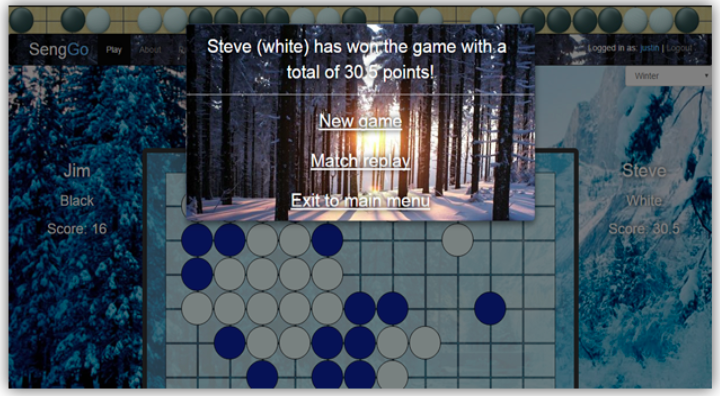 Steve (white) has won the game with a
total of 30.5 points!
New game
Match replay
Exit to main menu
SengGo Play About
Logged in as: justin | Logout
Winter
Jim
Black
Score: 16
Steve
White
Score: 30.5